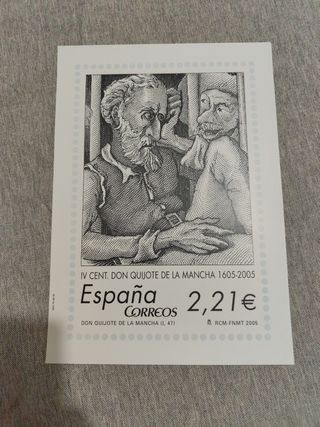 IV CENT. DON QUIJOTE DE LA MANCHA 1605-2005
España
CORREOS
2,21€
DON QUIJOTE DE LA MANCHA (I, 47)
RCM-FNMT 2005